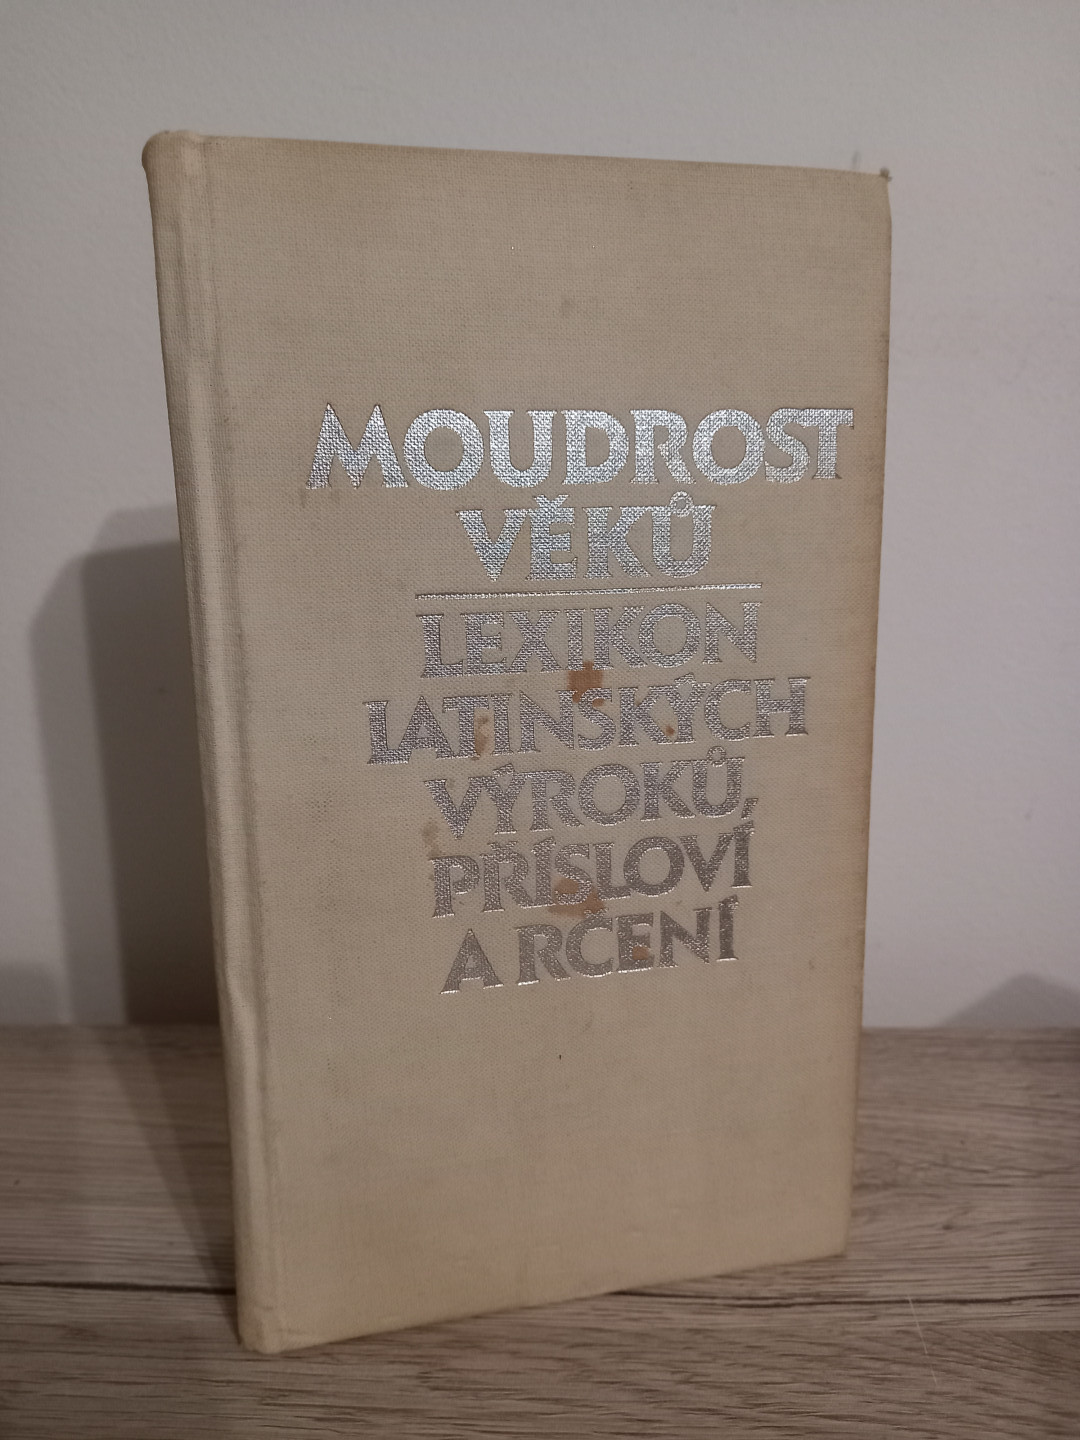 MOUDROST
VĚKŮ
LEXIKON
LATINSKÝCH
VÝROKŮ,
PŘÍSLOVÍ
A RČENÍ